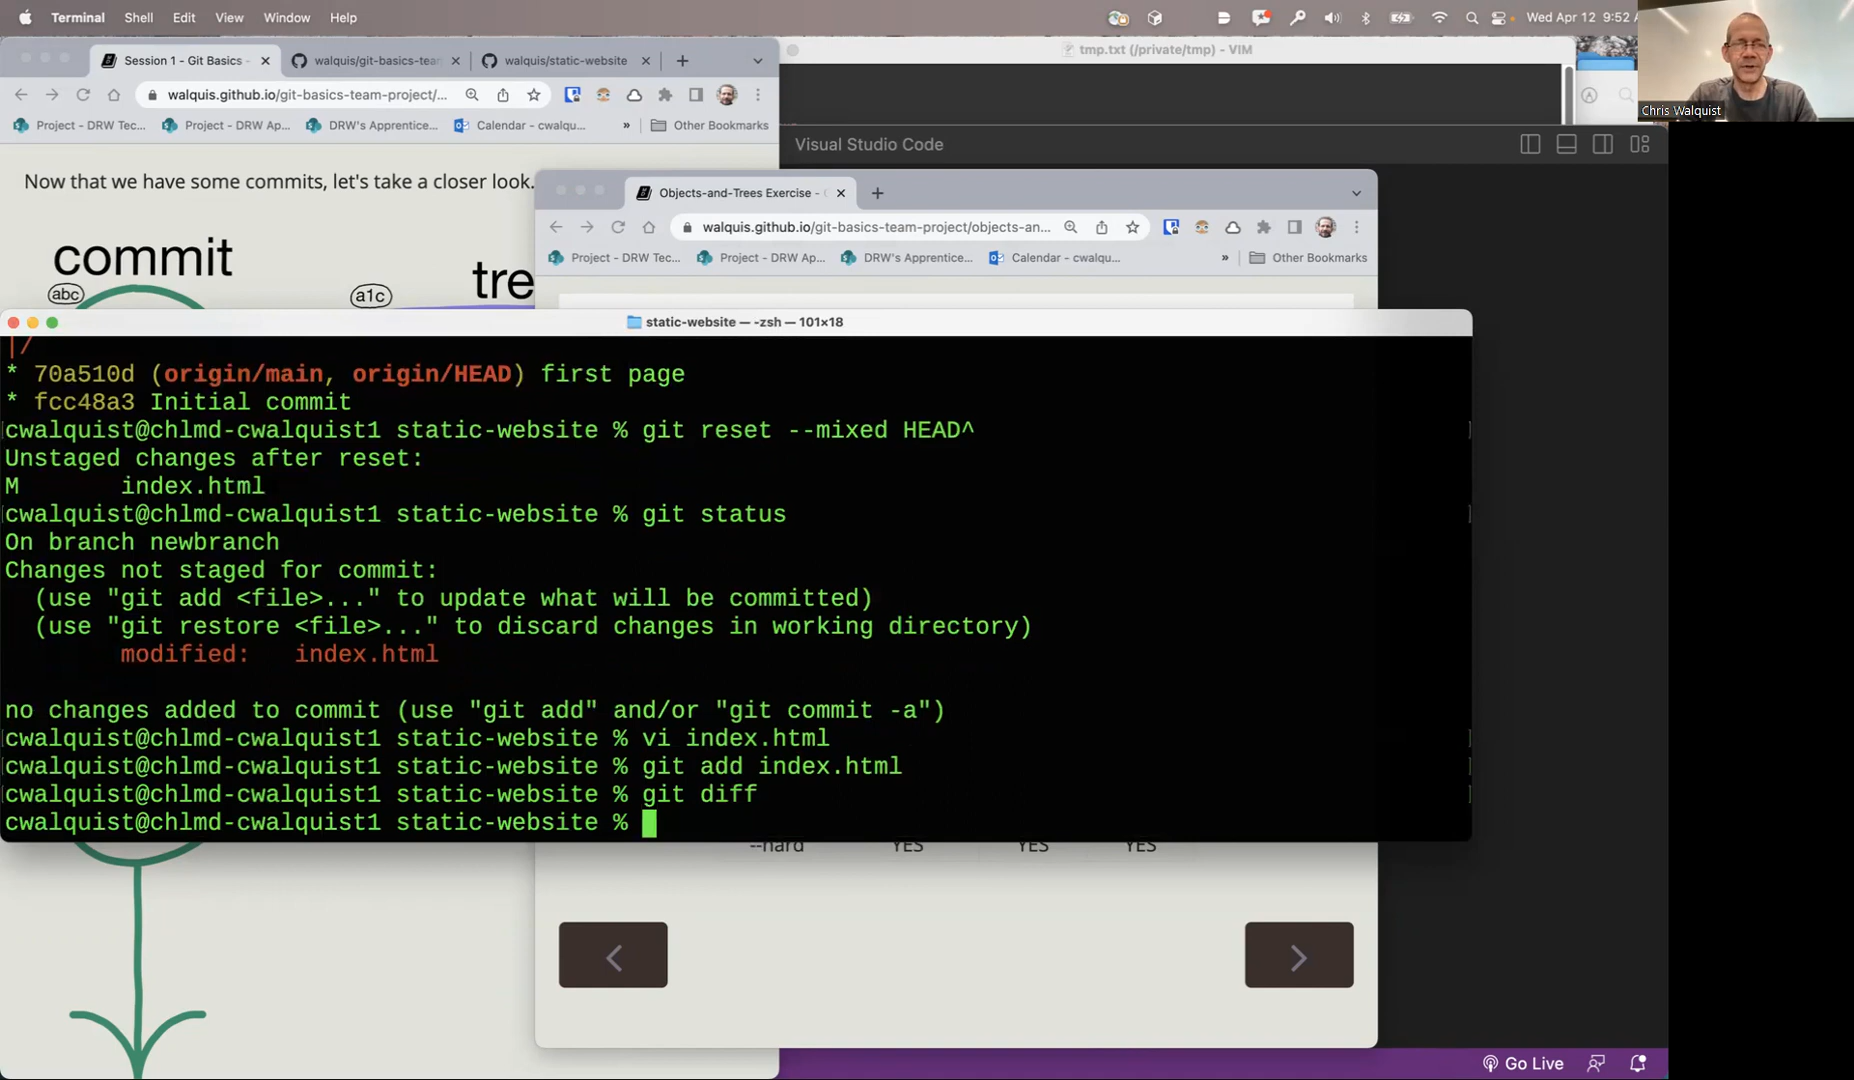 Terminal Shell Edit View Window Help
Wed Apr 12 9:52
Session 1 - Git Basics -
walquis/git-basics-tea
walquis/static-website
tmp.txt (/private/tmp) - VIM
walquis.github.io/git-basics-team-project/...
Chris Walquist
Project - DRW Tec...
Project - DRW Ap...
DRW's Apprentice...
Calendar - cwalqu...
»
Other Bookmarks
Visual Studio Code
Now that we have some commits, let's take a closer look.
Objects-and-Trees Exercise -
walquis.github.io/git-basics-team-project/objects-an...
Project - DRW Tec...
Project - DRW Ap...
DRW's Apprentice...
Calendar - cwalqu...
»
Other Bookmarks
commit
abc
a1c
tre
static-website — -zsh — 101×18
|/
* 70a510d (origin/main, origin/HEAD) first page
* fcc48a3 Initial commit
cwalquist@chlmd-cwalquist1 static-website % git reset --mixed HEAD^
Unstaged changes after reset:
M index.html
cwalquist@chlmd-cwalquist1 static-website % git status
On branch newbranch
Changes not staged for commit:
(use "git add <file>..." to update what will be committed)
(use "git restore <file>..." to discard changes in working directory)
modified: index.html
no changes added to commit (use "git add" and/or "git commit -a")
cwalquist@chlmd-cwalquist1 static-website % vi index.html
cwalquist@chlmd-cwalquist1 static-website % git add index.html
cwalquist@chlmd-cwalquist1 static-website % git diff
cwalquist@chlmd-cwalquist1 static-website %
--hard YES YES YES
Go Live